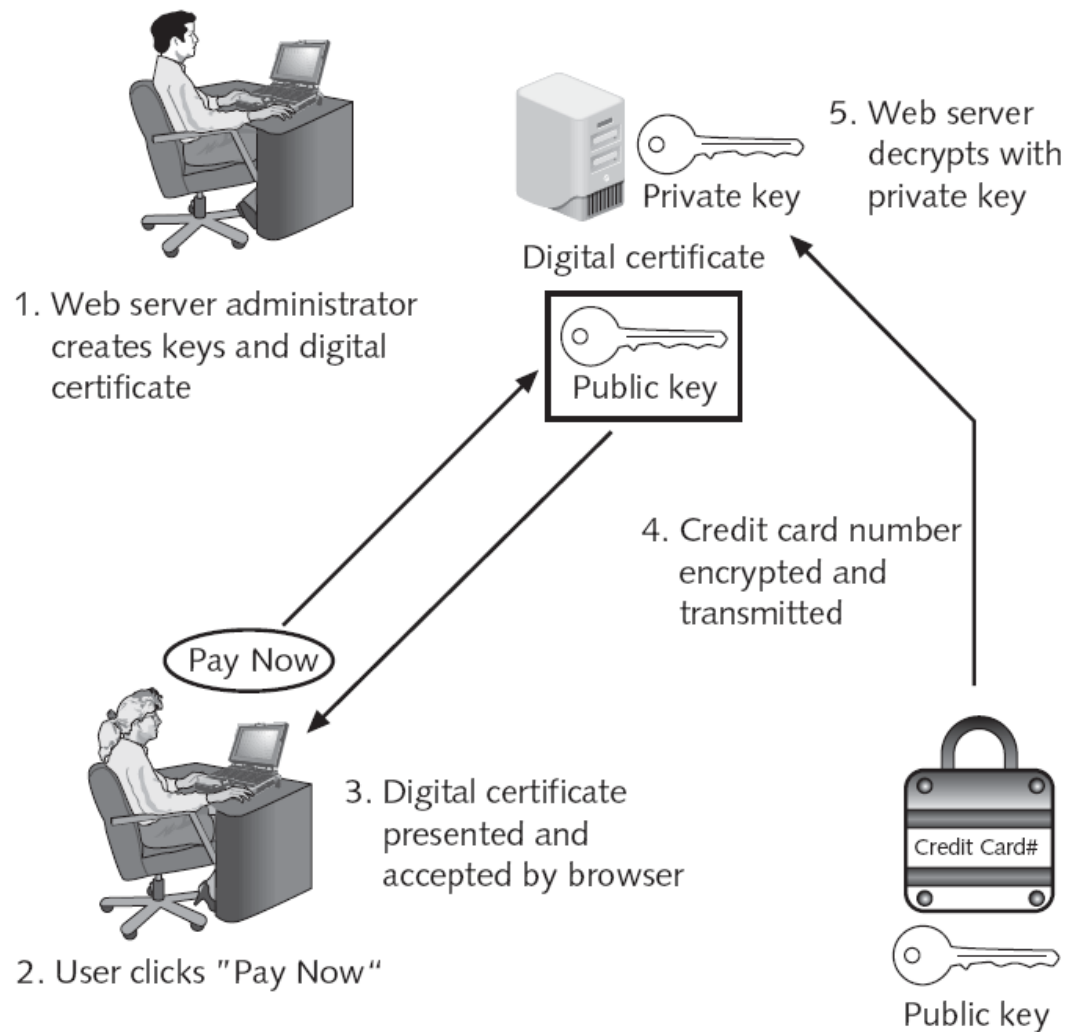 1. Web server administrator
creates keys and digital
certificate
Private key
5. Web server
decrypts with
private key
Digital certificate
Public key
4. Credit card number
encrypted and
transmitted
Pay Now
3. Digital certificate
presented and
accepted by browser
2. User clicks "Pay Now“
Credit Card#
Public key